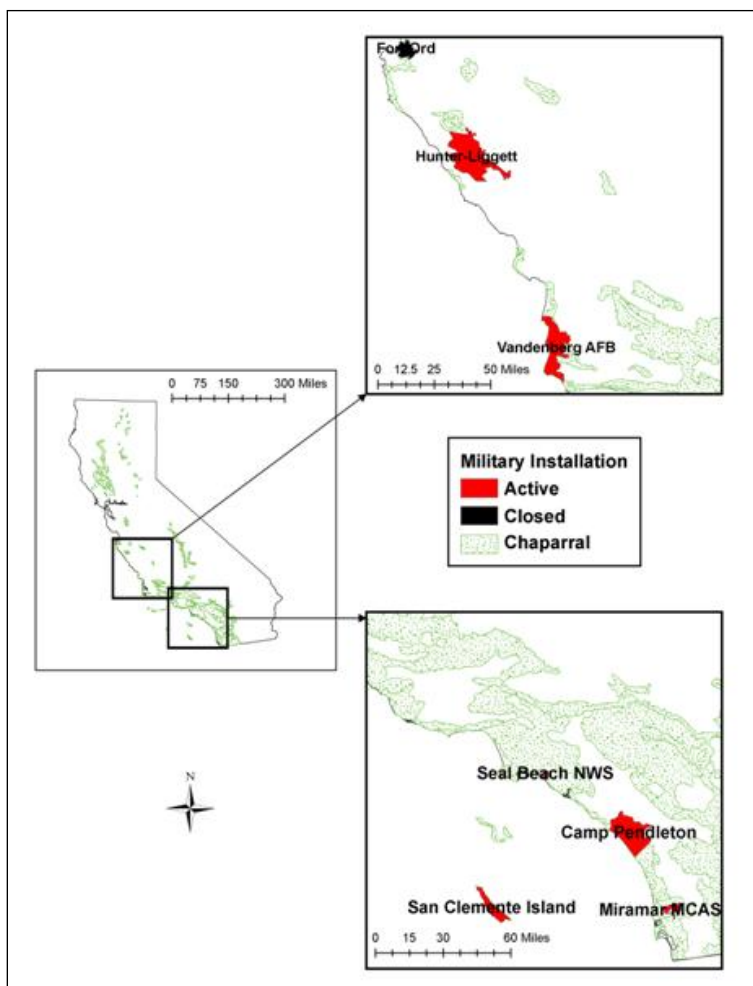 Fort Ord
Hunter-Liggett
Vandenberg AFB
0 12.5 25 50 Miles
0 75 150 300 Miles
Military Installation
Active
Closed
Chaparral
N
Seal Beach NWS
Camp Pendleton
San Clemente Island
Miramar MCAS
0 15 30 60 Miles